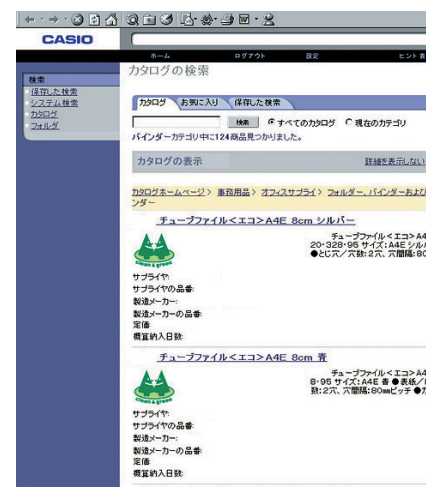 CASIO
ホーム ログアウト 設定 ヒント
検索
保存した検索
システム検索
カタログ
フォルダ
カタログの検索
カタログ お気に入り 保存した検索
検索 すべてのカタログ 現在のカテゴリ
バインダーカテゴリ中に124商品見つかりました。
カタログの表示 詳細を表示しない
カタログホームページ> 事務用品> オフィスサプライ> フォルダー、バインダーおよび
ンダー
チューブファイル<エコ>A4E 8cm シルバー
チューブファイル<エコ>A4
20・328・95 サイズ:A4E シルバ
●とじ穴/穴数:2穴、穴間隔:80
clean & green
サプライヤ:
サプライヤの品番:
製造メーカー:
製造メーカーの品番:
定価
概算納入日数:
チューブファイル<エコ>A4E 8cm 青
チューブファイル<エコ>A4
8・95 サイズ:A4E 青 ●表紙/
数:2穴、穴間隔:80mmピッチ ●カ
clean & green
サプライヤ:
サプライヤの品番:
製造メーカー:
製造メーカーの品番:
定価
概算納入日数: